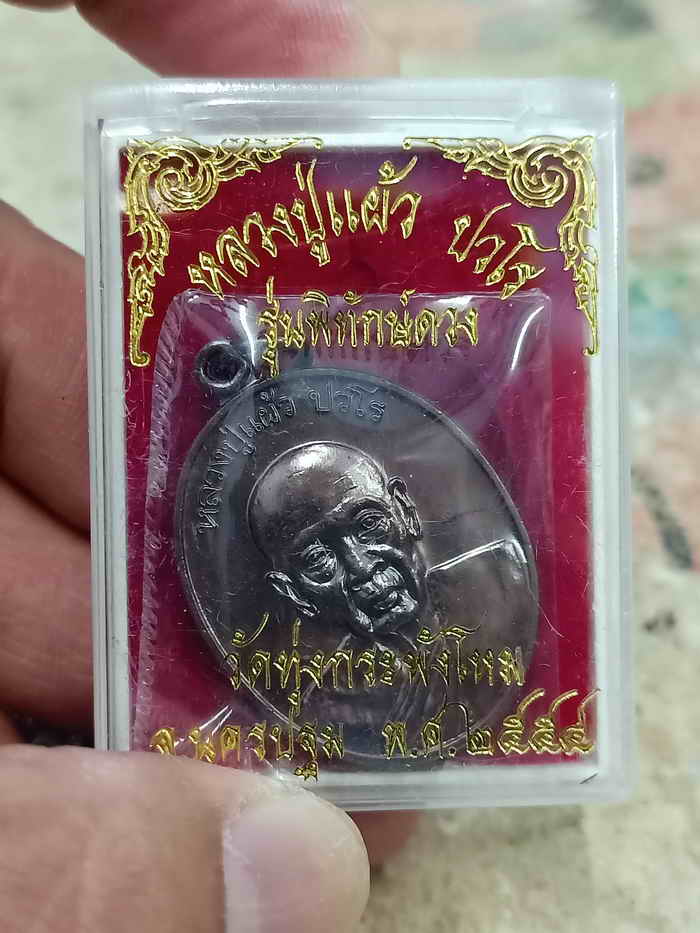 หลวงปู่แผ้ว ปวโร
รุ่นพิทักษ์ดวง
หลวงปู่แผ้ว ปวโร
วัดทุ่งกระพังโหม
จ.นครปฐม พ.ศ.๒๕๕๔